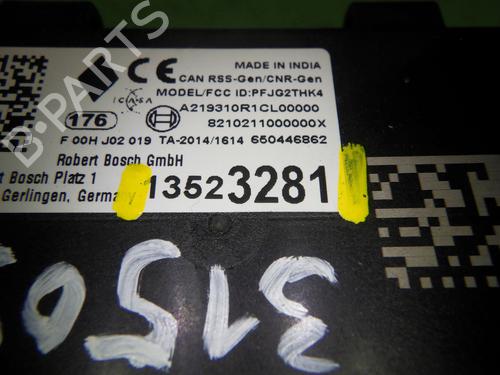 MADE IN INDIA
CE CAN RSS-Gen/CNR-Gen
ICASA MODEL/FCC ID:PFJG2THK4
A219310R1CL00000
176 8210211000000X
F 00H J02 019 TA-2014/1614 650446862
Robert Bosch GmbH
Bosch Platz 1
Gerlingen, German
13523281
315
B-PARTS